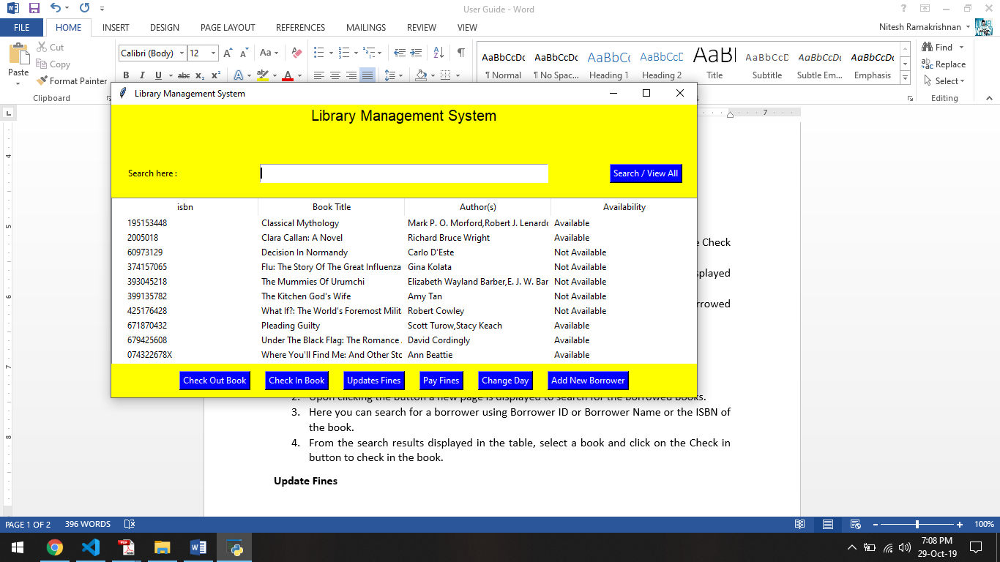 User Guide - Word
FILE HOME INSERT DESIGN PAGE LAYOUT REFERENCES MAILINGS REVIEW VIEW Nitesh Ramakrishnan
Paste
Cut
Copy
Format Painter
Clipboard
Calibri (Body) 12
AaBbCcDc AaBbCcDc AaBbCc AaBbCcD AaBl AaBbCcD AaBbCcDc AaBbCcDc
¶ Normal ¶ No Spac... Heading 1 Heading 2 Title Subtitle Subtle Em... Emphasis
Find
Replace
Select
Editing
Library Management System
Library Management System
Search here : Search / View All
isbn Book Title Author(s) Availability
195153448 Classical Mythology Mark P. O. Morford,Robert J. Lenardo Available
2005018 Clara Callan: A Novel Richard Bruce Wright Available
60973129 Decision In Normandy Carlo D'Este Not Available
374157065 Flu: The Story Of The Great Influenza Gina Kolata Not Available
393045218 The Mummies Of Urumchi Elizabeth Wayland Barber,E. J. W. Bar Not Available
399135782 The Kitchen God's Wife Amy Tan Not Available
425176428 What If?: The World's Foremost Milit Robert Cowley Not Available
671870432 Pleading Guilty Scott Turow,Stacy Keach Available
679425608 Under The Black Flag: The Romance David Cordingly Available
074322678X Where You'll Find Me: And Other Sto Ann Beattie Available
Check Out Book Check In Book Updates Fines Pay Fines Change Day Add New Borrower
7
4
5
6
7
8
e Check
splayed
rrowed
2. Upon clicking the button a new page is displayed to search for the borrowed books.
3. Here you can search for a borrower using Borrower ID or Borrower Name or the ISBN of
the book.
4. From the search results displayed in the table, select a book and click on the Check in
button to check in the book.
Update Fines
PAGE 1 OF 2 396 WORDS 100%
7:08 PM
29-Oct-19